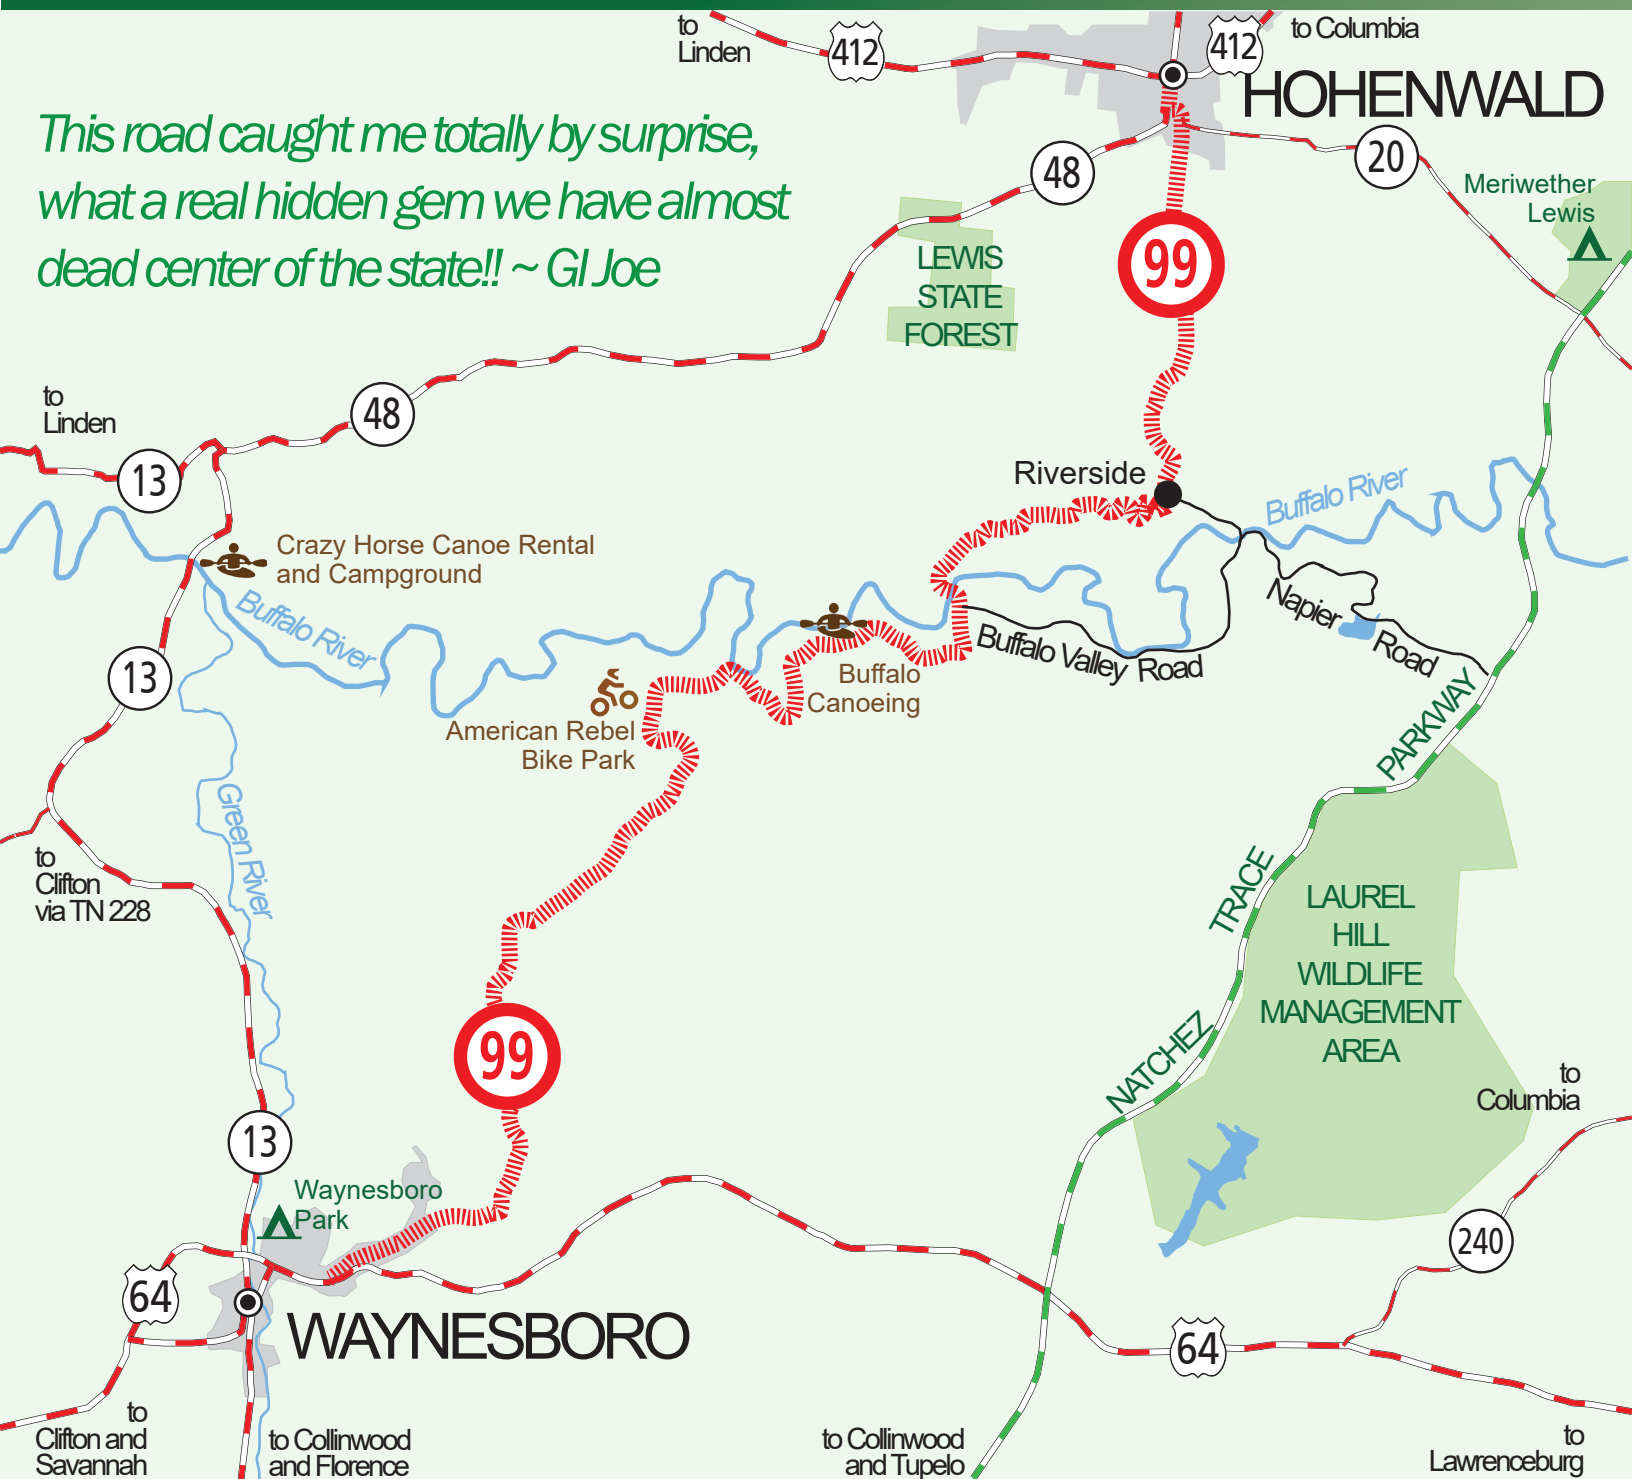 to
Linden
412
412
to Columbia
HOHENWALD
This road caught me totally by surprise,
what a real hidden gem we have almost
dead center of the state!! ~ GI Joe
48
20
Meriwether
Lewis
LEWIS
STATE
FOREST
99
to
Linden
48
13
Riverside
Buffalo River
Crazy Horse Canoe Rental
and Campground
Buffalo River
Napier
Road
Buffalo Valley Road
13
Buffalo
Canoeing
American Rebel
Bike Park
PARKWAY
Green River
to
Clifton
via TN 228
TRACE
LAUREL
HILL
WILDLIFE
MANAGEMENT
AREA
99
NATCHEZ
to
Columbia
13
Waynesboro
Park
240
64
WAYNESBORO
64
to
Clifton and
Savannah
to Collinwood
and Florence
to Collinwood
and Tupelo
to
Lawrenceburg